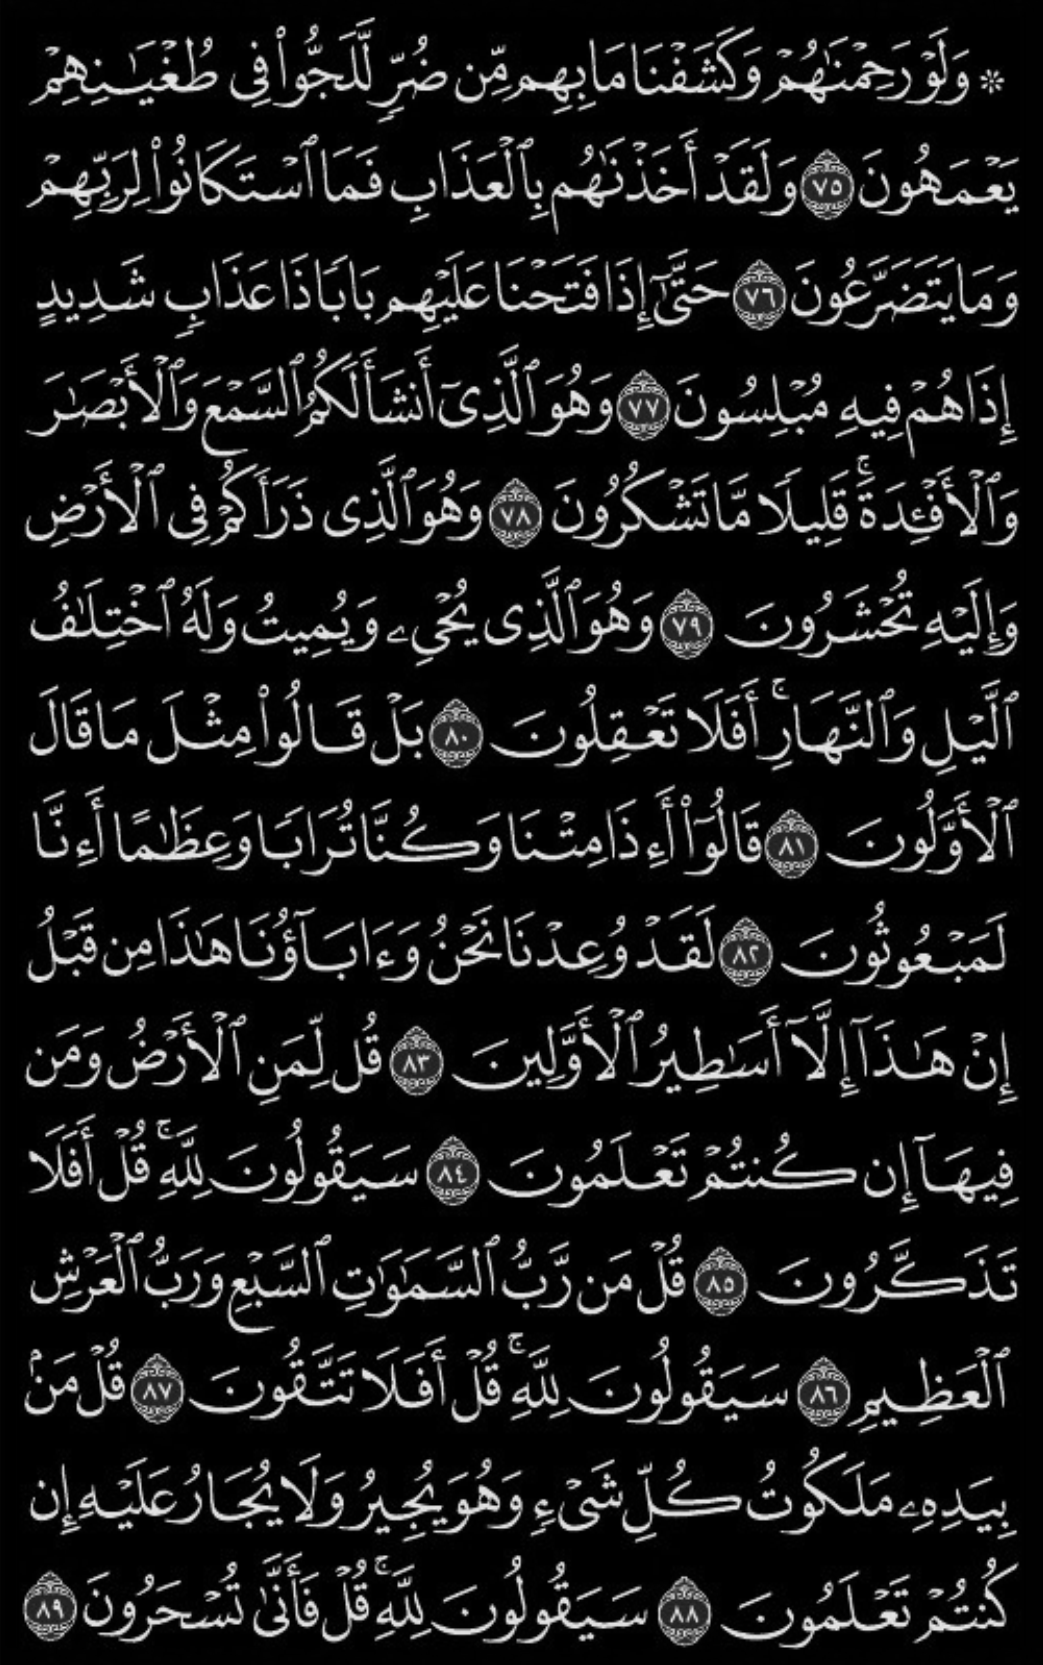 ۞ وَلَوْ رَحِمْنَٰهُمْ وَكَشَفْنَا مَا بِهِم مِّن ضُرٍّ لَّلَجُّوا۟ فِى طُغْيَٰنِهِمْ
يَعْمَهُونَ ٧٥ وَلَقَدْ أَخَذْنَٰهُم بِٱلْعَذَابِ فَمَا ٱسْتَكَانُوا۟ لِرَبِّهِمْ
وَمَا يَتَضَرَّعُونَ ٧٦ حَتَّىٰٓ إِذَا فَتَحْنَا عَلَيْهِم بَابًا ذَا عَذَابٍ شَدِيدٍ
إِذَا هُمْ فِيهِ مُبْلِسُونَ ٧٧ وَهُوَ ٱلَّذِىٓ أَنشَأَ لَكُمُ ٱلسَّمْعَ وَٱلْأَبْصَٰرَ
وَٱلْأَفْـِٔدَةَ ۚ قَلِيلًا مَّا تَشْكُرُونَ ٧٨ وَهُوَ ٱلَّذِى ذَرَأَكُمْ فِى ٱلْأَرْضِ
وَإِلَيْهِ تُحْشَرُونَ ٧٩ وَهُوَ ٱلَّذِى يُحْىِۦ وَيُمِيتُ وَلَهُ ٱخْتِلَٰفُ
ٱلَّيْلِ وَٱلنَّهَارِ ۚ أَفَلَا تَعْقِلُونَ ٨٠ بَلْ قَالُوا۟ مِثْلَ مَا قَالَ
ٱلْأَوَّلُونَ ٨١ قَالُوٓا۟ أَءِذَا مِتْنَا وَكُنَّا تُرَابًا وَعِظَٰمًا أَءِنَّا
لَمَبْعُوثُونَ ٨٢ لَقَدْ وُعِدْنَا نَحْنُ وَءَابَآؤُنَا هَٰذَا مِن قَبْلُ
إِنْ هَٰذَآ إِلَّآ أَسَٰطِيرُ ٱلْأَوَّلِينَ ٨٣ قُل لِّمَنِ ٱلْأَرْضُ وَمَن
فِيهَآ إِن كُنتُمْ تَعْلَمُونَ ٨٤ سَيَقُولُونَ لِلَّهِ ۚ قُلْ أَفَلَا
تَذَكَّرُونَ ٨٥ قُلْ مَن رَّبُّ ٱلسَّمَٰوَٰتِ ٱلسَّبْعِ وَرَبُّ ٱلْعَرْشِ
ٱلْعَظِيمِ ٨٦ سَيَقُولُونَ لِلَّهِ ۚ قُلْ أَفَلَا تَتَّقُونَ ٨٧ قُلْ مَنۢ
بِيَدِهِۦ مَلَكُوتُ كُلِّ شَىْءٍ وَهُوَ يُجِيرُ وَلَا يُجَارُ عَلَيْهِ إِن
كُنتُمْ تَعْلَمُونَ ٨٨ سَيَقُولُونَ لِلَّهِ ۚ قُلْ فَأَنَّىٰ تُسْحَرُونَ ٨٩